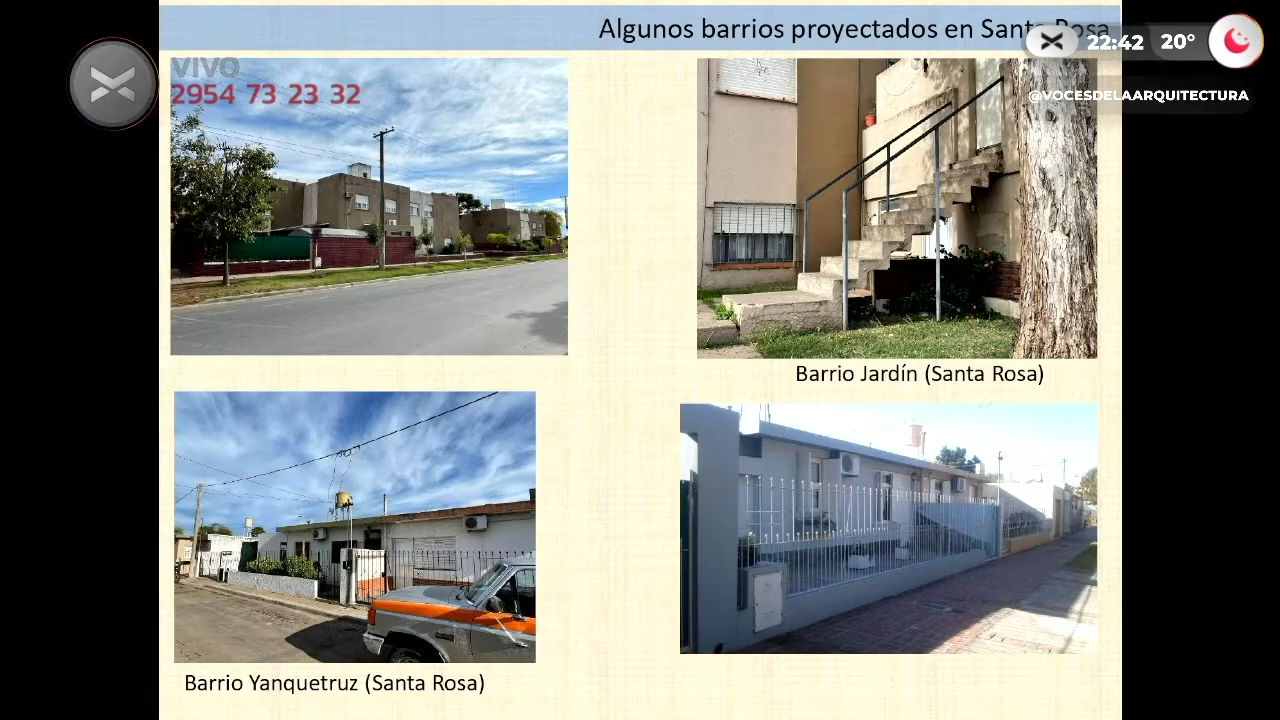 Algunos barrios proyectados en Santa Rosa
22:42 20°
@VOCESDELAARQUITECTURA
VIVO
2954 73 23 32
Barrio Jardín (Santa Rosa)
Barrio Yanquetruz (Santa Rosa)